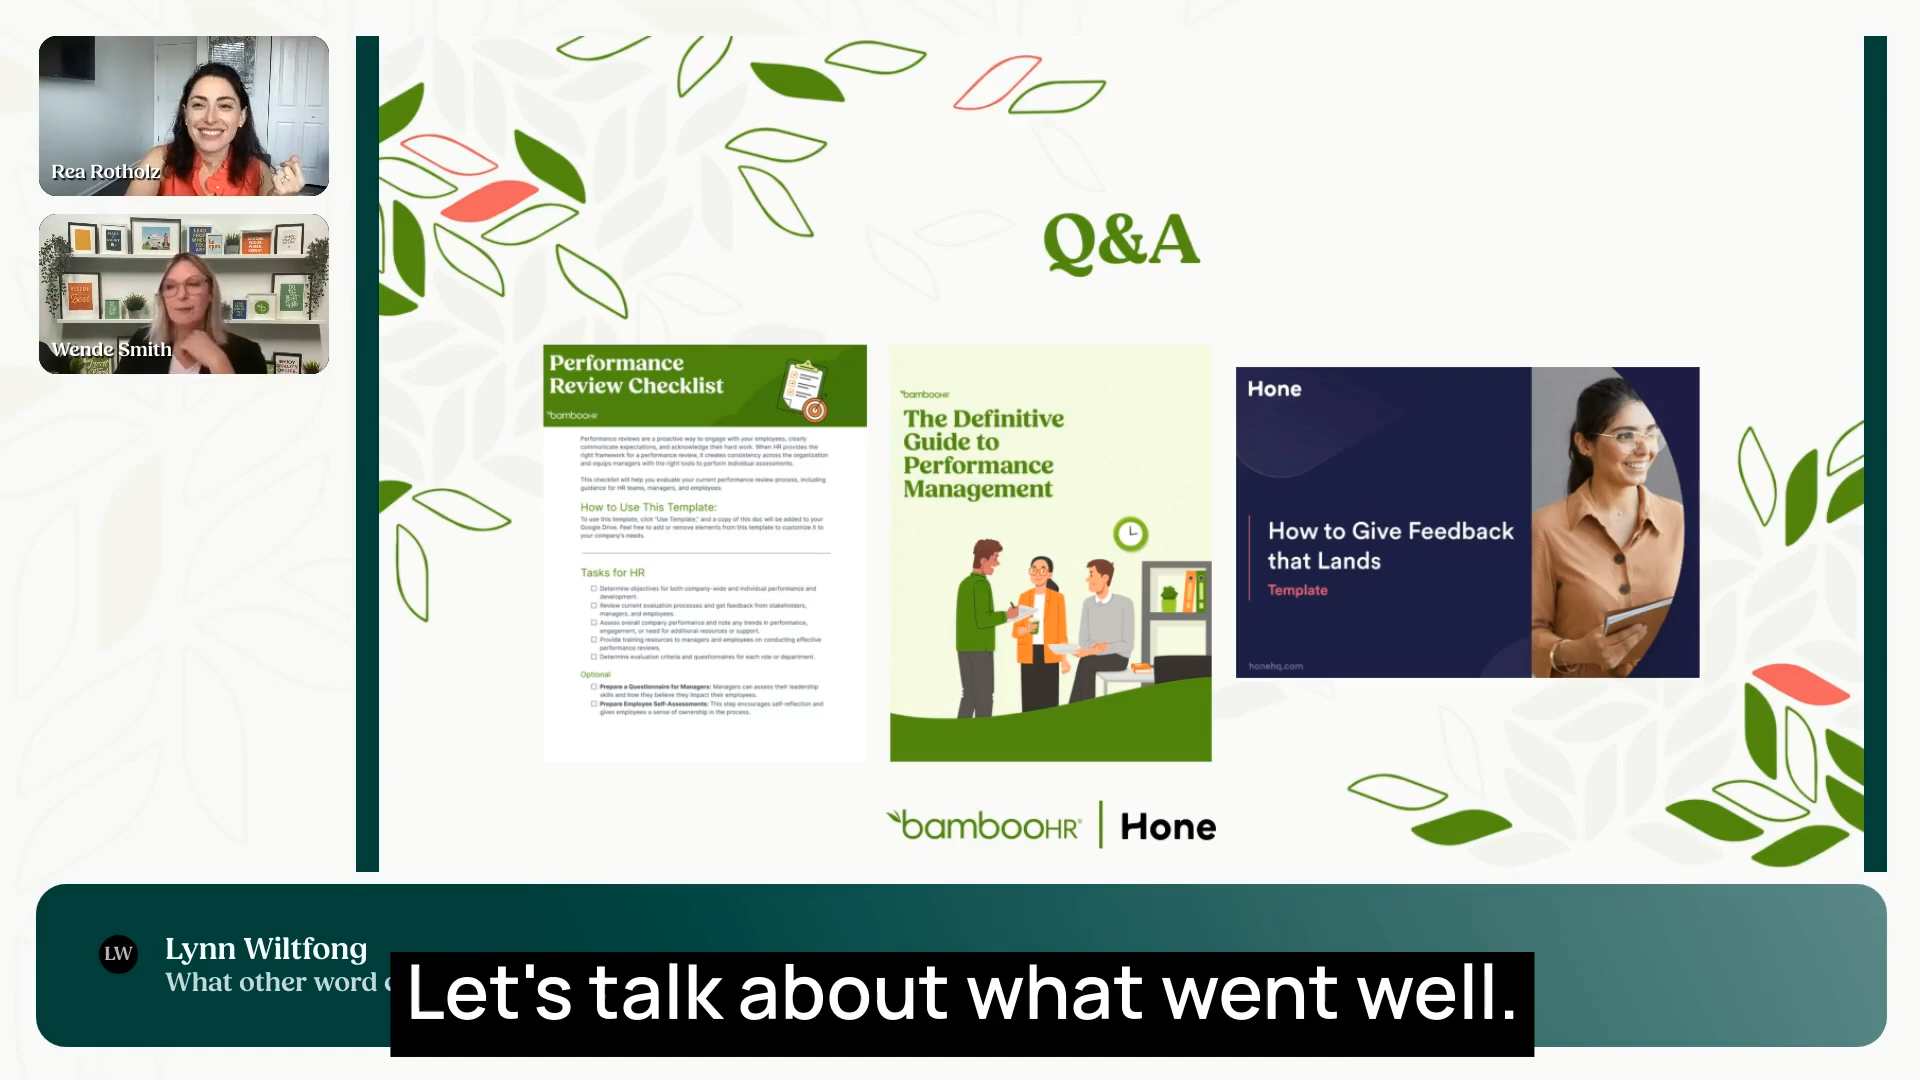 Rea Rotholz
Wende Smith
Q&A
Performance
Review Checklist
bambooHR
Performance reviews are a proactive way to engage with your employees, clearly
communicate expectations, and acknowledge their hard work. When HR provides the
right framework for a performance review, it creates consistency across the organization
and equips managers with the right tools to perform individual assessments.
This checklist will help you evaluate your current performance review process, including
guidance for HR teams, managers, and employees.
How to Use This Template:
To use this template, click "Use Template," and a copy of this doc will be added to your
Google Drive. Feel free to add or remove elements from this template to customize it to
your company's needs.
Tasks for HR
Determine objectives for both company-wide and individual performance and
development.
Review current evaluation processes and get feedback from stakeholders,
managers, and employees.
Assess overall company performance and note any trends in performance,
engagement, or need for additional resources or support.
Provide training resources to managers and employees on conducting effective
performance reviews.
Determine evaluation criteria and questionnaires for each role or department.
Optional
Prepare a Questionnaire for Managers: Managers can assess their leadership
skills and how they believe they impact their employees.
Prepare Employee Self-Assessments: This step encourages self-reflection and
gives employees a sense of ownership in the process.
bambooHR
The Definitive
Guide to
Performance
Management
Hone
How to Give Feedback
that Lands
Template
honehq.com
bambooHR® | Hone
LW
Lynn Wiltfong
What other word
Let's talk about what went well.